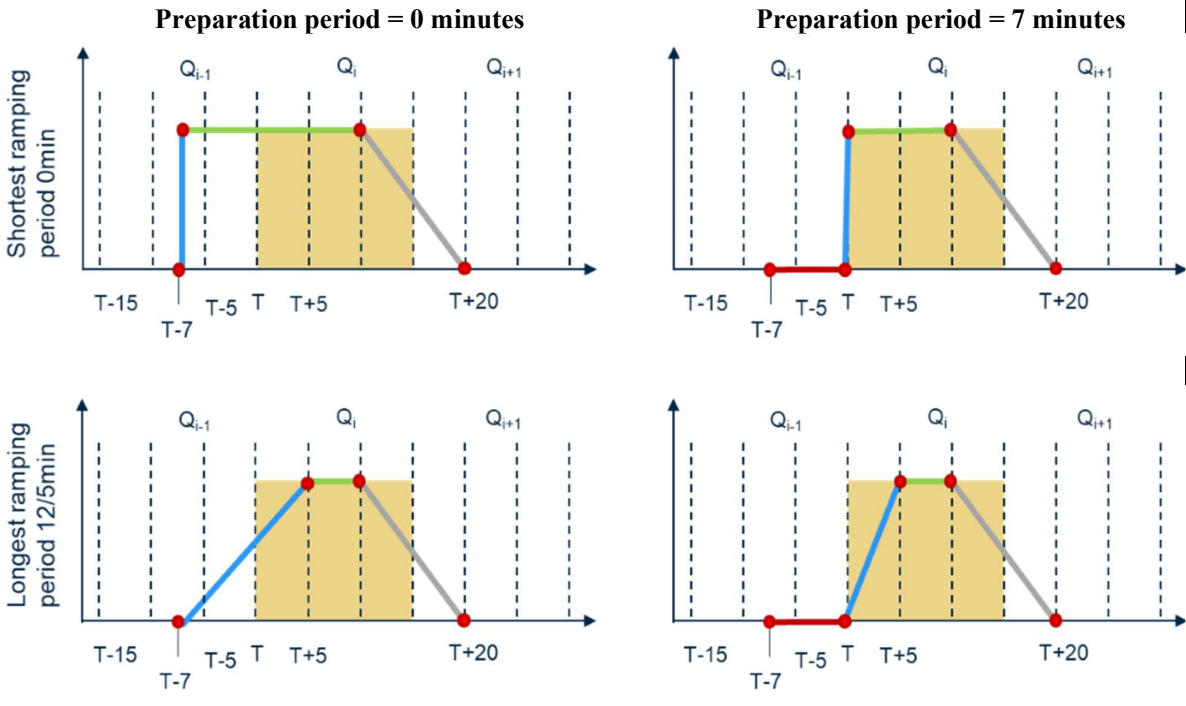 Preparation period = 0 minutes
Preparation period = 7 minutes
Shortest ramping
period 0min
Qi-1
Qi
Qi+1
T-15
T-7
T-5
T
T+5
T+20
Qi-1
Qi
Qi+1
T-15
T-7
T-5
T
T+5
T+20
Longest ramping
period 12/5min
Qi-1
Qi
Qi+1
T-15
T-7
T-5
T
T+5
T+20
Qi-1
Qi
Qi+1
T-15
T-7
T-5
T
T+5
T+20